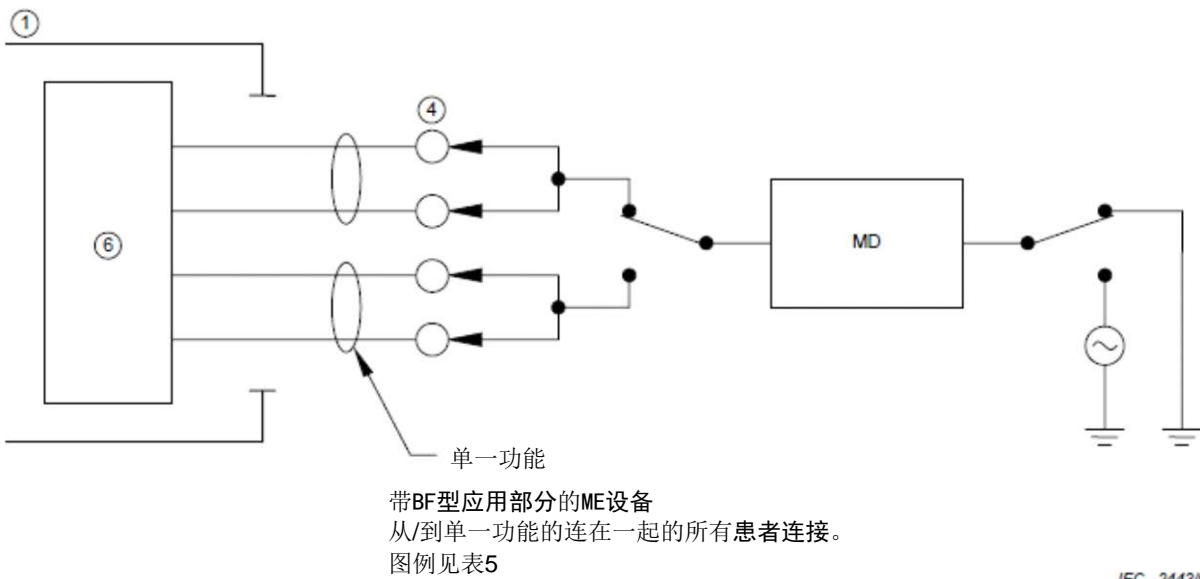 ①
④
⑥
MD
单一功能
带BF型应用部分的ME设备
从/到单一功能的连在一起的所有患者连接。
图例见表5